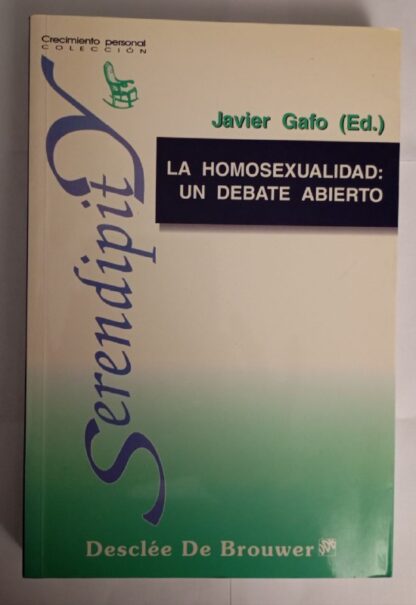 Crecimiento personal
COLECCIÓN
Serendipity
Javier Gafo (Ed.)
LA HOMOSEXUALIDAD:
UN DEBATE ABIERTO
Desclée De Brouwer